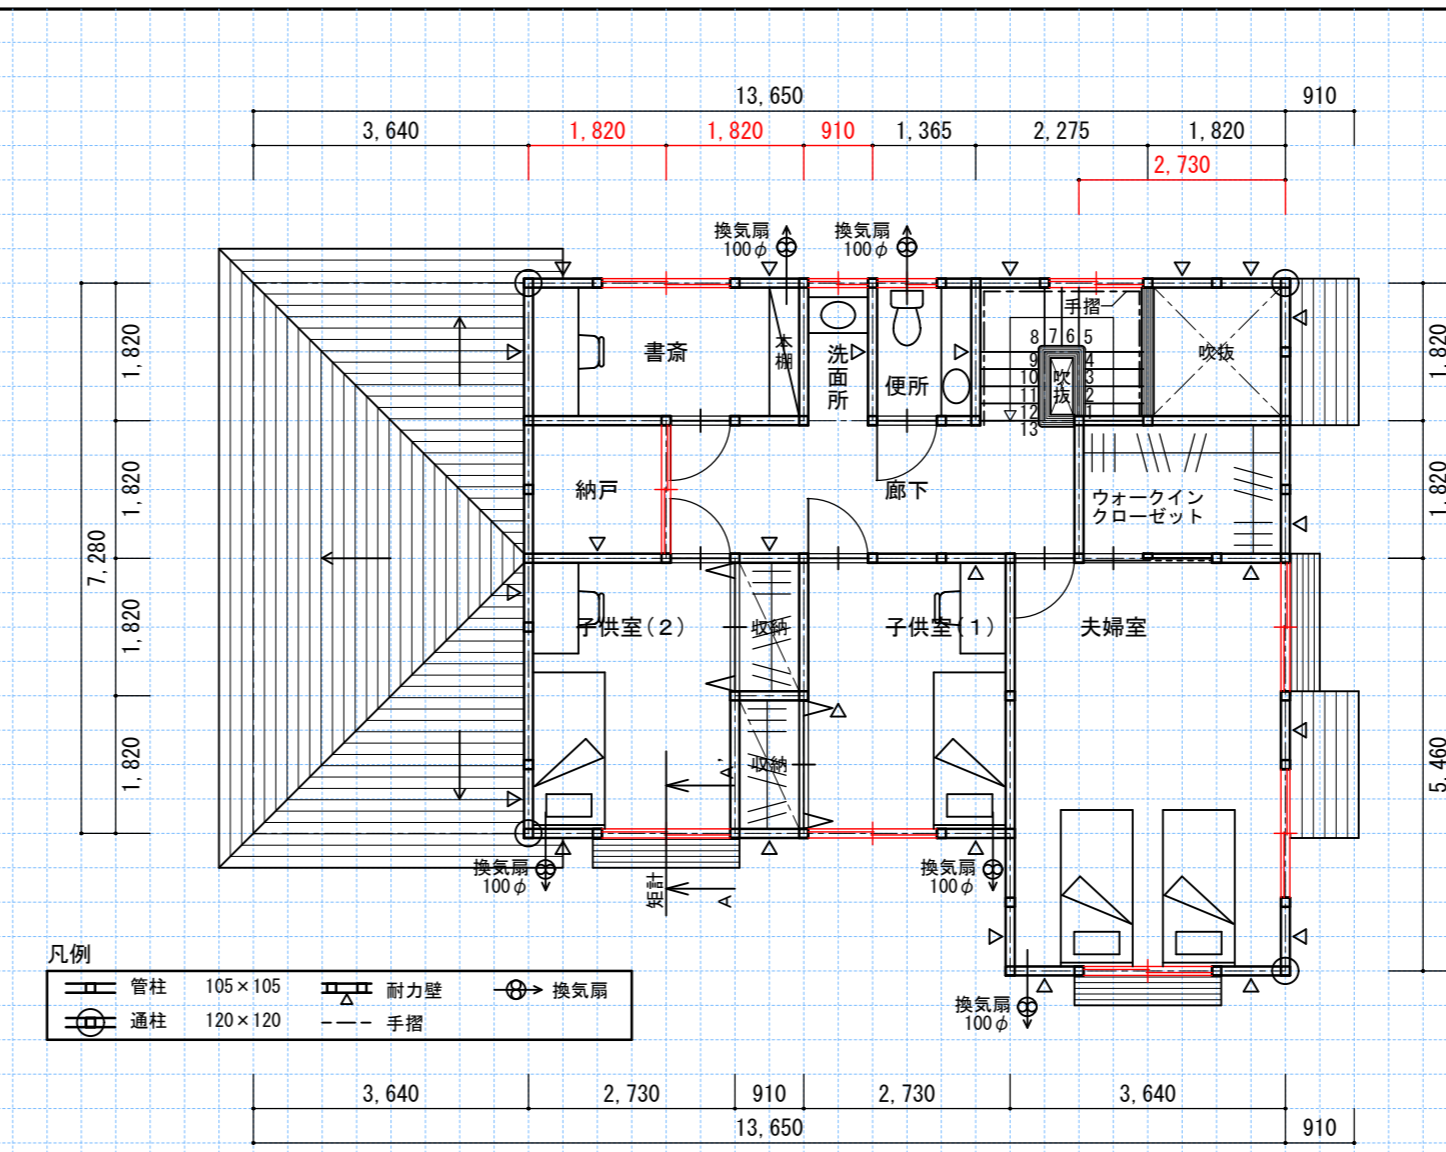 13,650
910
3,640
1,820
1,820
910
1,365
2,275
1,820
2,730
換気扇
100φ
換気扇
100φ
手摺
1,820
1,820
1,820
1,820
7,280
1,820
1,820
5,460
書斎
本棚
洗面所
便所
8 7 6 5
9 4
10 3
11 2
12 1
13
吹抜
吹抜
納戸
廊下
ウォークイン
クローゼット
子供室(2)
収納
子供室(1)
夫婦室
収納
A'
A
矩計
換気扇
100φ
換気扇
100φ
換気扇
100φ
凡例
管柱 105×105 耐力壁 換気扇
通柱 120×120 手摺
3,640
2,730
910
2,730
3,640
13,650
910